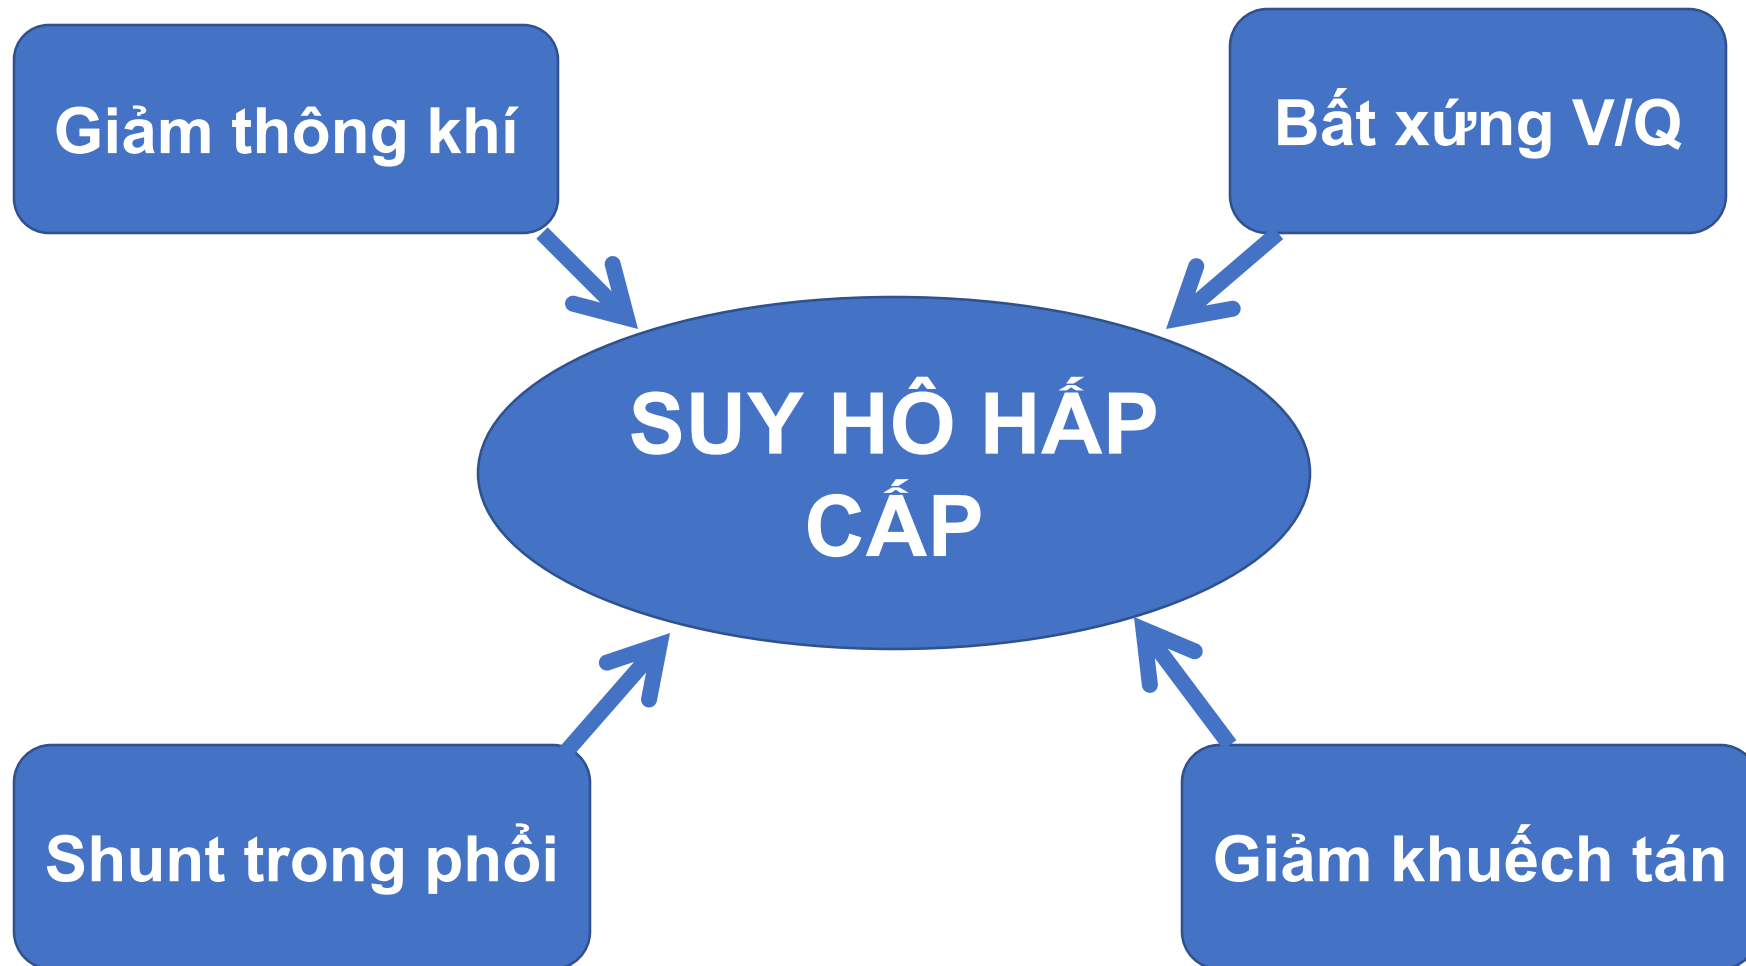 Giảm thông khí
Bất xứng V/Q
SUY HÔ HẤP
CẤP
Shunt trong phổi
Giảm khuếch tán